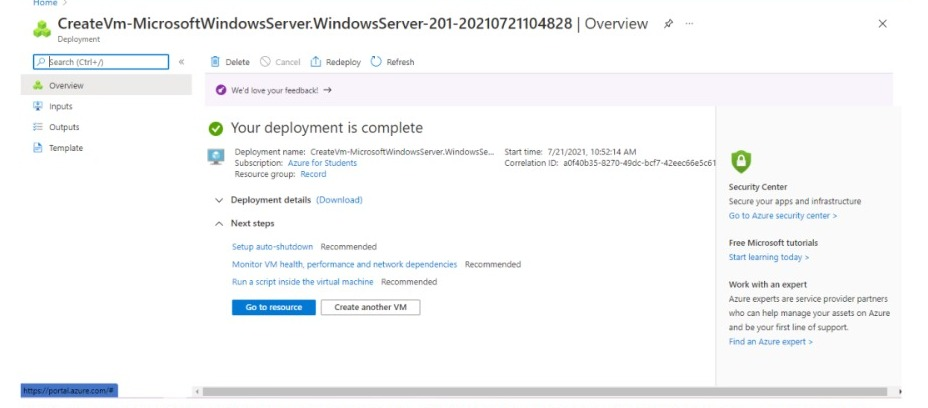 Home >
CreateVm-MicrosoftWindowsServer.WindowsServer-201-20210721104828 | Overview
Deployment
Search (Ctrl+/)
«
Delete
Cancel
Redeploy
Refresh
Overview
Inputs
Outputs
Template
We'd love your feedback! →
Your deployment is complete
Deployment name: CreateVm-MicrosoftWindowsServer.WindowsSe...
Subscription: Azure for Students
Resource group: Record
Start time: 7/21/2021, 10:52:14 AM
Correlation ID: a0f40b35-8270-49dc-bcf7-42eec66e5c61
Deployment details (Download)
Next steps
Setup auto-shutdown Recommended
Monitor VM health, performance and network dependencies Recommended
Run a script inside the virtual machine Recommended
Go to resource
Create another VM
Security Center
Secure your apps and infrastructure
Go to Azure security center >
Free Microsoft tutorials
Start learning today >
Work with an expert
Azure experts are service provider partners
who can help manage your assets on Azure
and be your first line of support.
Find an Azure expert >
https://portal.azure.com/#